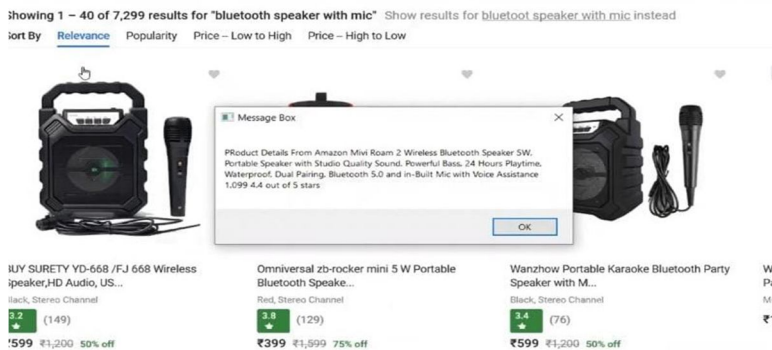 Showing 1 – 40 of 7,299 results for "bluetooth speaker with mic" Show results for bluetoot speaker with mic instead
Sort By Relevance Popularity Price – Low to High Price – High to Low
Message Box
PRoduct Details From Amazon Mivi Roam 2 Wireless Bluetooth Speaker 5W,
Portable Speaker with Studio Quality Sound, Powerful Bass, 24 Hours Playtime,
Waterproof, Dual Pairing, Bluetooth 5.0 and in-Built Mic with Voice Assistance
1,099 4.4 out of 5 stars
OK
BUY SURETY YD-668 /FJ 668 Wireless
Speaker,HD Audio, US...
Black, Stereo Channel
3.2 (149)
₹599 ₹1,200 50% off
Omniversal zb-rocker mini 5 W Portable
Bluetooth Speake...
Red, Stereo Channel
3.8 (129)
₹399 ₹1,599 75% off
Wanzhow Portable Karaoke Bluetooth Party
Speaker with M...
Black, Stereo Channel
3.4 (76)
₹599 ₹1,200 50% off